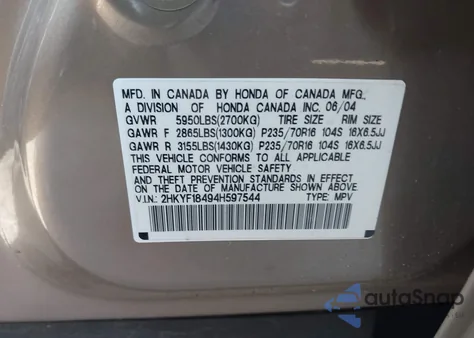 MFD. IN CANADA BY HONDA OF CANADA MFG.,
A DIVISION OF HONDA CANADA INC. 06/04
GVWR 5950LBS(2700KG) TIRE SIZE RIM SIZE
GAWR F 2865LBS(1300KG) P235/70R16 104S 16X6.5JJ
GAWR R 3155LBS(1430KG) P235/70R16 104S 16X6.5JJ
THIS VEHICLE CONFORMS TO ALL APPLICABLE
FEDERAL MOTOR VEHICLE SAFETY
AND THEFT PREVENTION STANDARDS IN EFFECT
ON THE DATE OF MANUFACTURE SHOWN ABOVE.
V.I.N.: 2HKYF18494H597544 TYPE: MPV
autoSnap